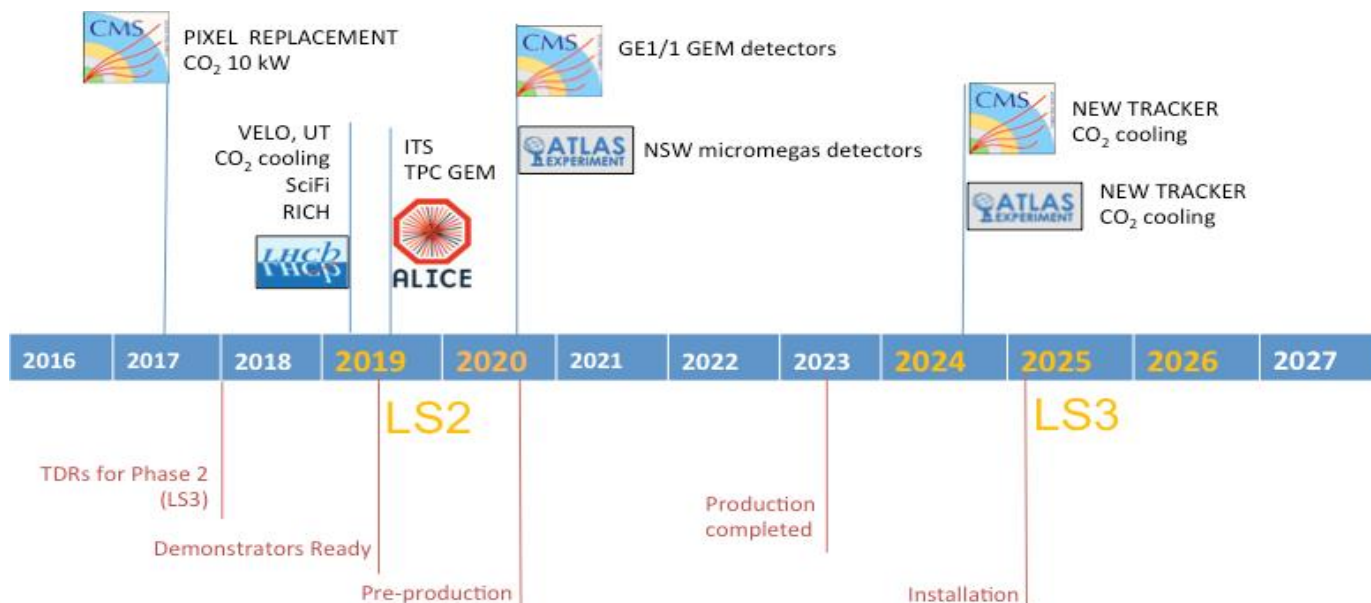 CMS
PIXEL REPLACEMENT
CO₂ 10 kW
VELO, UT
CO₂ cooling
SciFi
RICH
LHCb
LHCb
ITS
TPC GEM
ALICE
CMS
GE1/1 GEM detectors
ATLAS
EXPERIMENT
NSW micromegas detectors
CMS
NEW TRACKER
CO₂ cooling
ATLAS
EXPERIMENT
NEW TRACKER
CO₂ cooling
2016 2017 2018 2019 2020 2021 2022 2023 2024 2025 2026 2027
LS2
LS3
TDRs for Phase 2
(LS3)
Demonstrators Ready
Pre-production
Production
completed
Installation